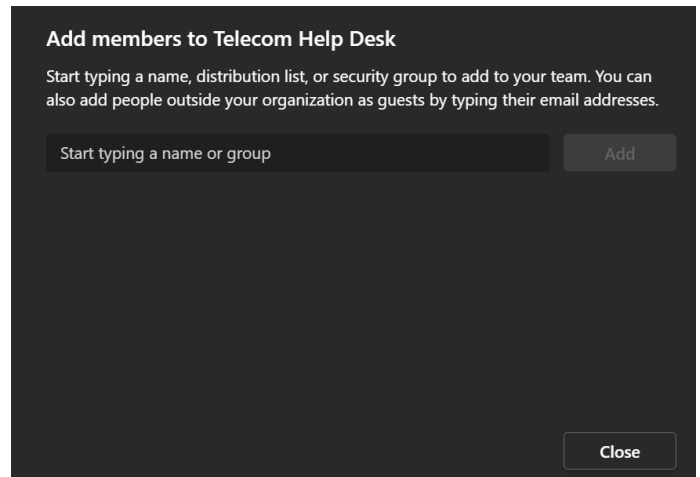 Add members to Telecom Help Desk
Start typing a name, distribution list, or security group to add to your team. You can
also add people outside your organization as guests by typing their email addresses.
Start typing a name or group
Add
Close